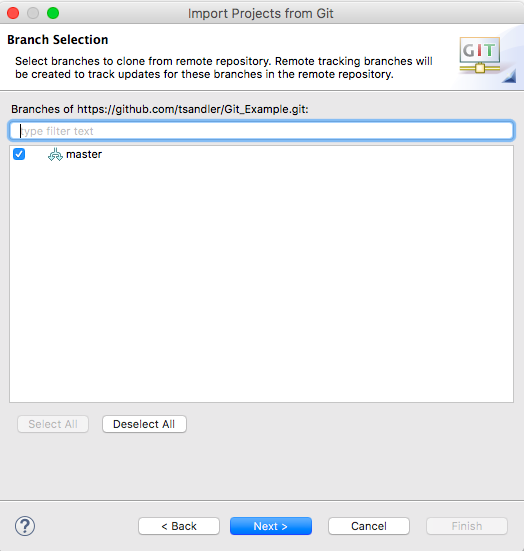 Import Projects from Git
Branch Selection
Select branches to clone from remote repository. Remote tracking branches will
be created to track updates for these branches in the remote repository.
GIT
Branches of https://github.com/tsandler/Git_Example.git:
type filter text
master
Select All
Deselect All
?
< Back
Next >
Cancel
Finish